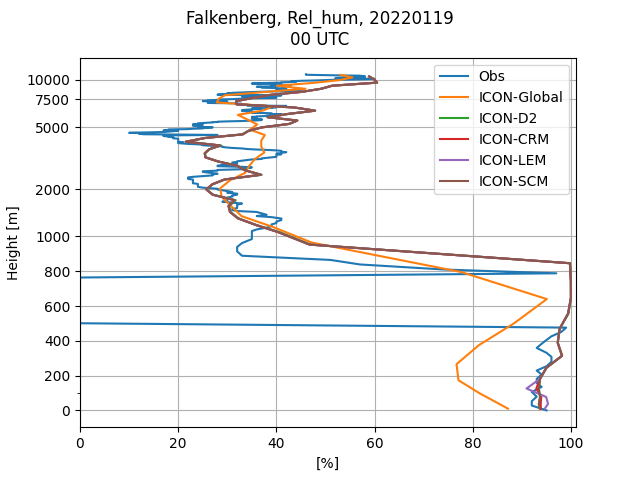 Falkenberg, Rel_hum, 20220119
00 UTC
Obs
ICON-Global
ICON-D2
ICON-CRM
ICON-LEM
ICON-SCM
Height [m]
10000
7500
5000
2000
1000
800
600
400
200
0
0 20 40 60 80 100
[%]